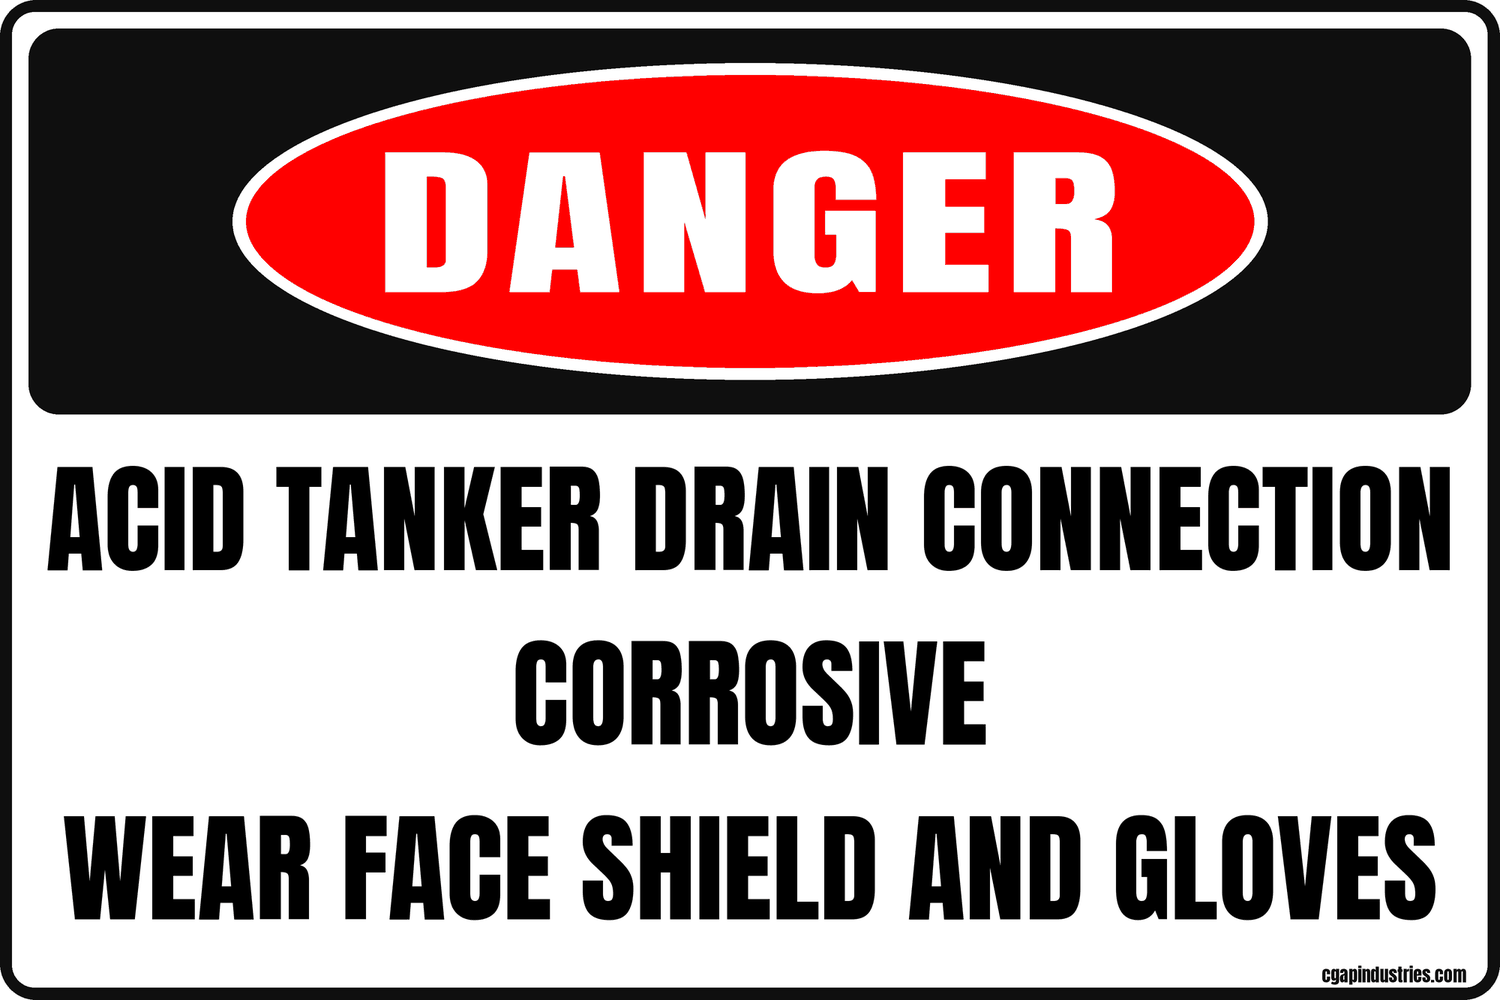 DANGER
ACID TANKER DRAIN CONNECTION
CORROSIVE
WEAR FACE SHIELD AND GLOVES
cgapindustries.com